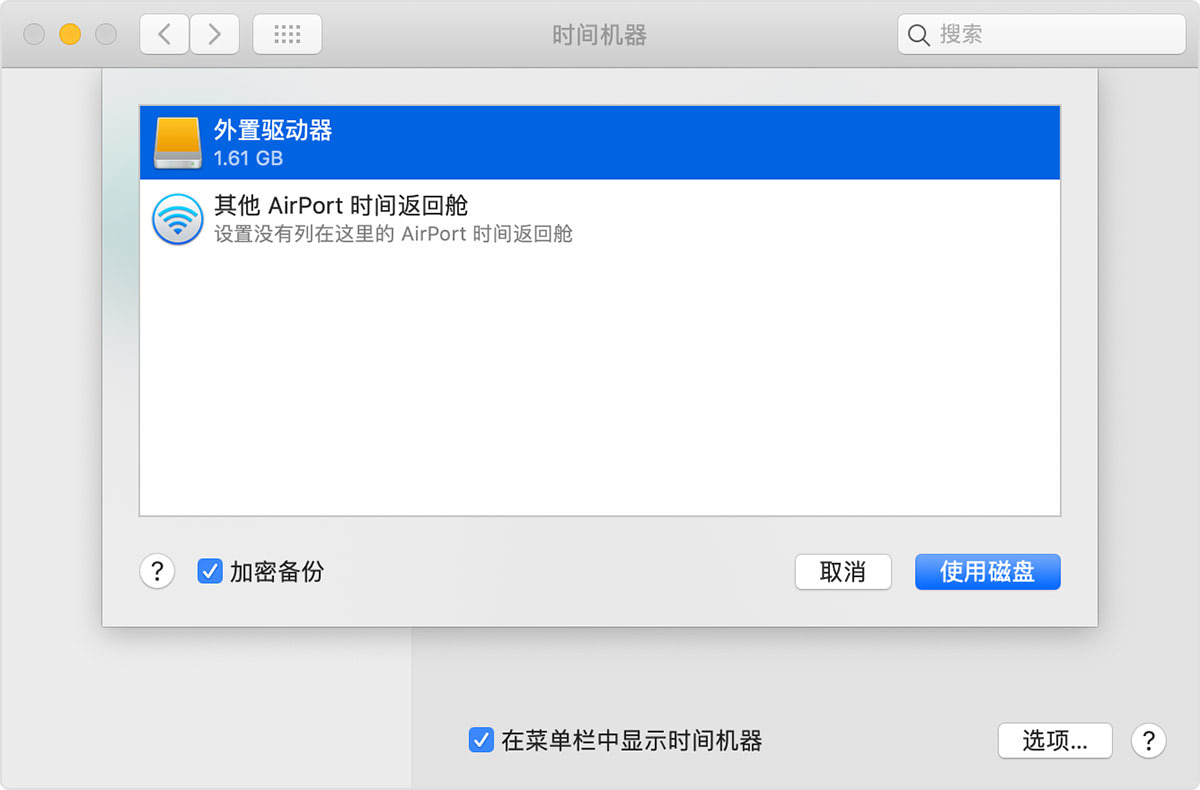 时间机器
搜索
外置驱动器
1.61 GB
其他 AirPort 时间返回舱
设置没有列在这里的 AirPort 时间返回舱
? 加密备份 取消 使用磁盘
在菜单栏中显示时间机器 选项... ?